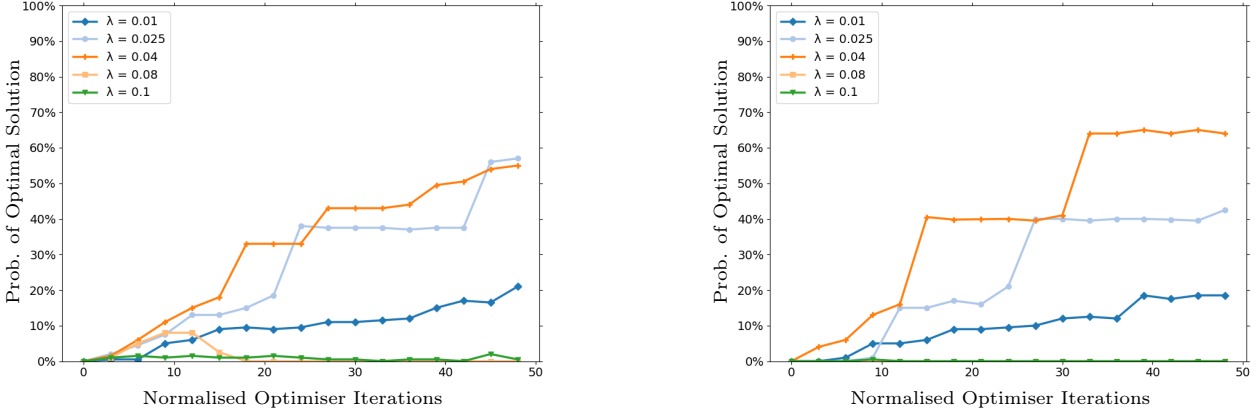 100%
90%
80%
70%
60%
50%
40%
30%
20%
10%
0%
0
10
20
30
40
50
Prob. of Optimal Solution
Normalised Optimiser Iterations
λ = 0.01
λ = 0.025
λ = 0.04
λ = 0.08
λ = 0.1
100%
90%
80%
70%
60%
50%
40%
30%
20%
10%
0%
0
10
20
30
40
50
Prob. of Optimal Solution
Normalised Optimiser Iterations
λ = 0.01
λ = 0.025
λ = 0.04
λ = 0.08
λ = 0.1